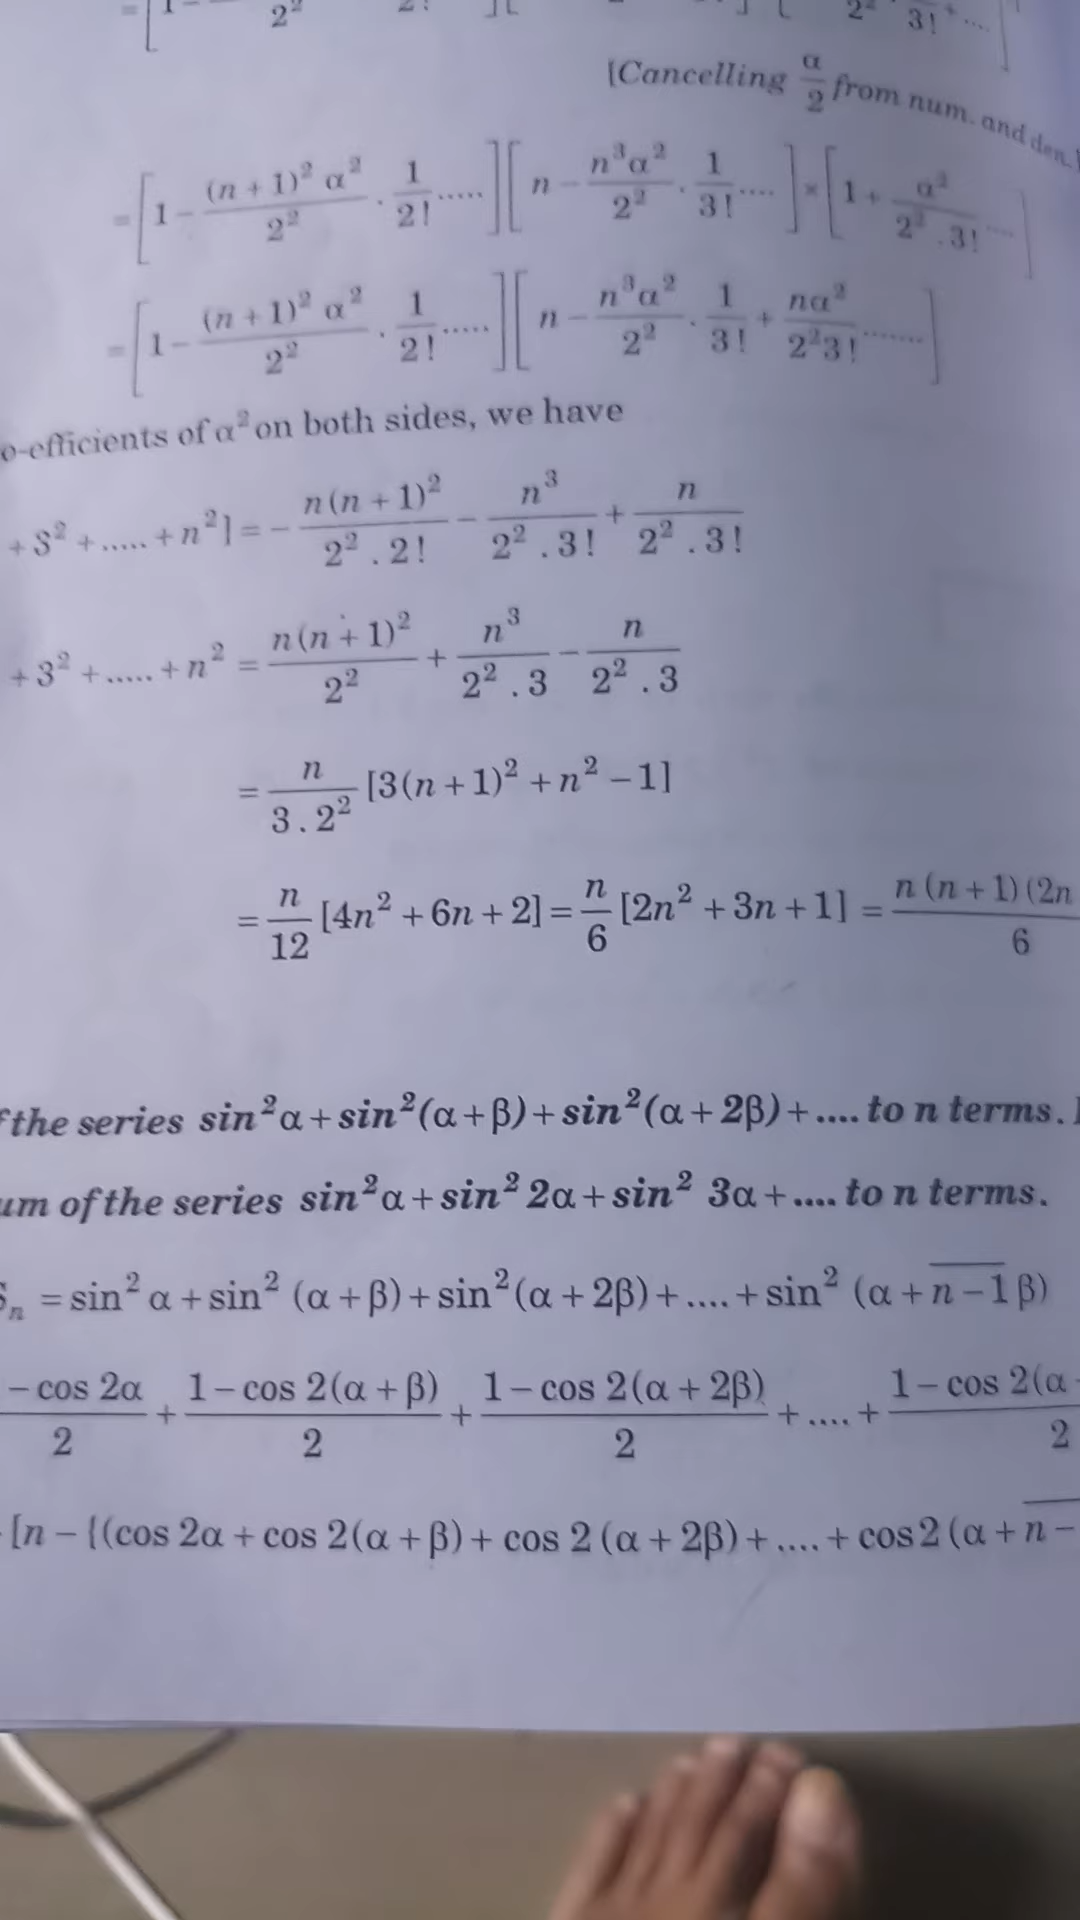 = [1 - 2² 2! ] [ ] [ 2² 3! + ....
[Cancelling α/2 from num. and den.]
= [1 - (n + 1)² α²/2² . 1/2! .....] [n - n³α²/2² . 1/3! ....] × [1 + α²/2² . 3! ....]
= [1 - (n + 1)² α²/2² . 1/2! .....] [n - n³α²/2² . 1/3! + nα²/2²3! .......]
o-efficients of α² on both sides, we have
+ 3² + ..... + n²] = - n(n + 1)²/2² . 2! - n³/2² . 3! + n/2² . 3!
+ 3² + ..... + n² = n(n + 1)²/2² + n³/2² . 3 - n/2² . 3
= n/3 . 2² [3(n + 1)² + n² - 1]
= n/12 [4n² + 6n + 2] = n/6 [2n² + 3n + 1] = n (n + 1) (2n/6
f the series sin²α + sin²(α + β) + sin²(α + 2β) + .... to n terms.
um of the series sin²α + sin² 2α + sin² 3α + .... to n terms.
Sₙ = sin² α + sin² (α + β) + sin²(α + 2β) + .... + sin² (α + n̅ ̅-̅ ̅1̅ β)
- cos 2α/2 + 1 - cos 2(α + β)/2 + 1 - cos 2(α + 2β)/2 + .... + 1 - cos 2(α/2
[n - {(cos 2α + cos 2(α + β) + cos 2 (α + 2β) + .... + cos 2 (α + n̅ ̅-̅